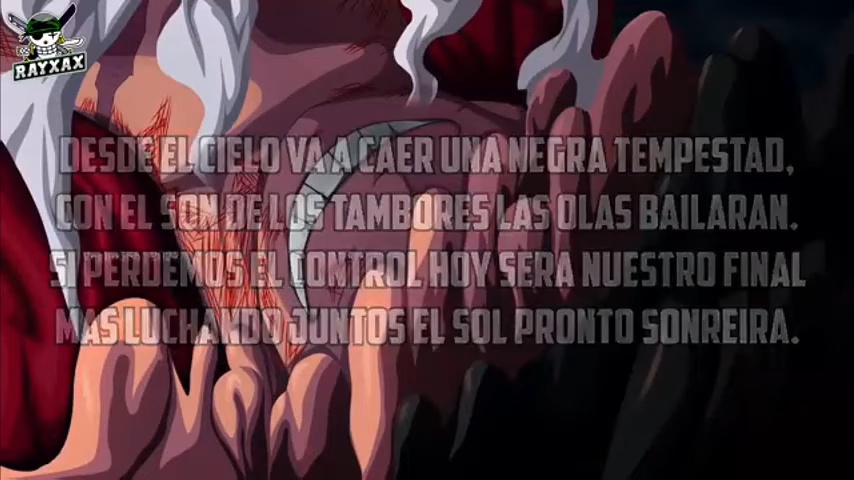 RAYXAX
DESDE EL CIELO VA A CAER UNA NEGRA TEMPESTAD,
CON EL SON DE LOS TAMBORES LAS OLAS BAILARAN.
SI PERDEMOS EL CONTROL HOY SERA NUESTRO FINAL
MAS LUCHANDO JUNTOS EL SOL PRONTO SONREIRA.